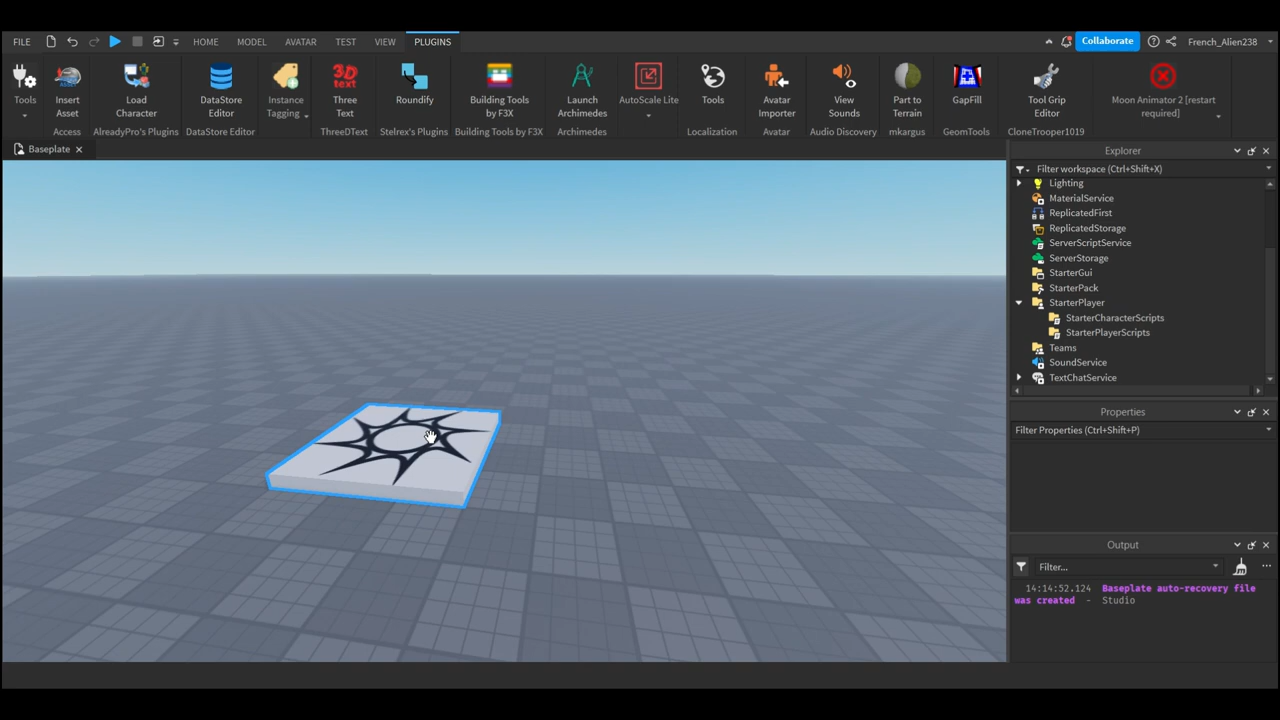 FILE HOME MODEL AVATAR TEST VIEW PLUGINS Collaborate French_Alien238
Tools
Insert Asset
Access
Load Character
AlreadyPro's Plugins
DataStore Editor
DataStore Editor
Instance Tagging
3D text
Three Text
ThreeDText
Roundify
Stelrex's Plugins
Building Tools by F3X
Building Tools by F3X
Launch Archimedes
Archimedes
AutoScale Lite
Tools
Localization
Avatar Importer
Avatar
View Sounds
Audio Discovery
Part to Terrain
mkargus
GapFill
GeomTools
Tool Grip Editor
CloneTrooper1019
Moon Animator 2 [restart required]
Baseplate
Explorer
Filter workspace (Ctrl+Shift+X)
Lighting
MaterialService
ReplicatedFirst
ReplicatedStorage
ServerScriptService
ServerStorage
StarterGui
StarterPack
StarterPlayer
StarterCharacterScripts
StarterPlayerScripts
Teams
SoundService
TextChatService
Properties
Filter Properties (Ctrl+Shift+P)
Output
Filter...
14:14:52.124 Baseplate auto-recovery file
was created - Studio